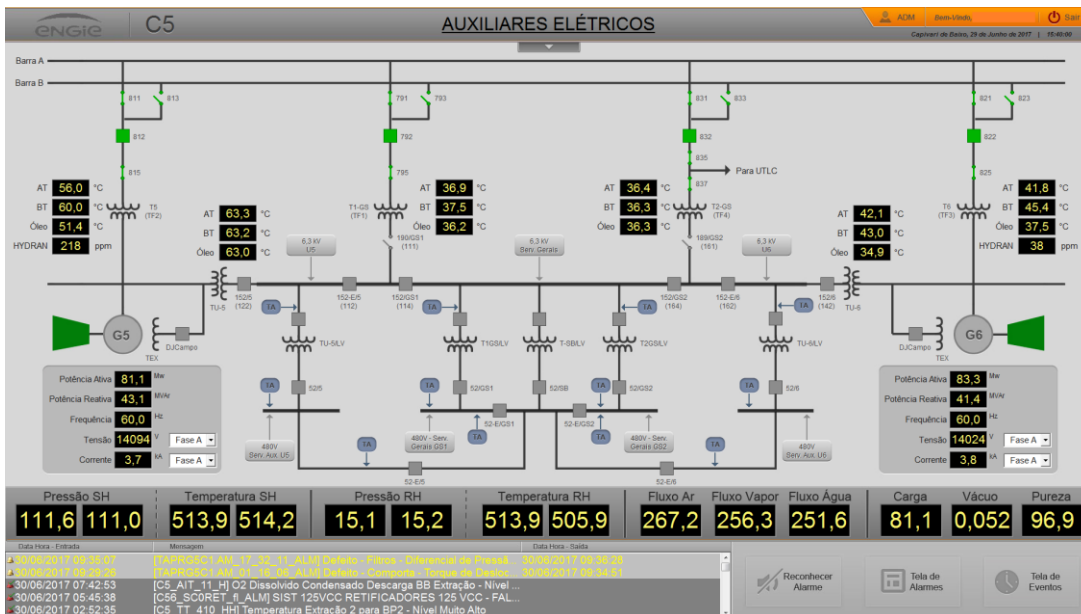 ENGIE C5 AUXILIARES ELÉTRICOS ADM Bem-Vindo, Sair
Capivari de Baixo, 29 de Junho de 2017 | 15:40:00
Barra A
Barra B
811 813 791 793 831 833 821 823
812 792 832 822
815 795 835 825
Para UTLC
837
AT 56,0 °C
BT 60,0 °C
Óleo 51,4 °C
HYDRAN 218 ppm
T5
(TF2)
AT 63,3 °C
BT 63,2 °C
Óleo 63,0 °C
T1-GS
(TF1)
AT 36,9 °C
BT 37,5 °C
Óleo 36,2 °C
AT 36,4 °C
BT 36,3 °C
Óleo 36,3 °C
T2-GS
(TF4)
AT 42,1 °C
BT 43,0 °C
Óleo 34,9 °C
T6
(TF3)
AT 41,8 °C
BT 45,4 °C
Óleo 37,5 °C
HYDRAN 38 ppm
6,3 kV
U5
190/GS1
(111)
6,3 kV
Serv. Gerais
189/GS2
(161)
6,3 kV
U6
TU-5
152/5
(122)
152-E/5
(112)
152/GS1
(114)
152/GS2
(164)
152-E/6
(162)
152/6
(142)
TU-6
TA TA TA TA
G5 DJCampo TEX
TU-5/LV T1GS/LV T-SB/LV T2GS/LV TU-6/LV
DJCampo TEX G6
TA 52/5 TA 52/GS1 52/SB TA 52/GS2 TA 52/6
52-E/GS1 52-E/GS2
480V
Serv. Aux. U5
480V - Serv.
Gerais GS1
480V - Serv.
Gerais GS2
480V
Serv. Aux. U6
TA TA TA TA
52-E/5 52-E/6
Potência Ativa 81,1 Mw
Potência Reativa 43,1 MVAr
Frequência 60,0 Hz
Tensão 14094 V Fase A
Corrente 3,7 kA Fase A
Potência Ativa 83,3 Mw
Potência Reativa 41,4 MVAr
Frequência 60,0 Hz
Tensão 14024 V Fase A
Corrente 3,8 kA Fase A
Pressão SH Temperatura SH Pressão RH Temperatura RH Fluxo Ar Fluxo Vapor Fluxo Água Carga Vácuo Pureza
111,6 111,0 513,9 514,2 15,1 15,2 513,9 505,9 267,2 256,3 251,6 81,1 0,052 96,9
Data Hora - Entrada Mensagem Data Hora - Saída
30/06/2017 09:35:07 [TAPRG5C1.AM_17_32_11_ALM] Defeito - Filtros - Diferencial de Pressã... 30/06/2017 09:36:28
30/06/2017 09:29:26 [TAPRG5C1.AM_01_16_06_ALM] Defeito - Comporta - Torque de Desloc... 30/06/2017 09:34:51
30/06/2017 07:42:53 [C5_AIT_11_H] O2 Dissolvido Condensado Descarga BB Extração - Nivel ...
30/06/2017 05:45:38 [C56_SC0RET_fl_ALM] SIST 125VCC RETIFICADORES 125 VCC - FAL...
30/06/2017 02:52:35 [C5_TT_410_HH] Temperatura Extração 2 para BP2 - Nível Muito Alto
Reconhecer
Alarme
Tela de
Alarmes
Tela de
Eventos